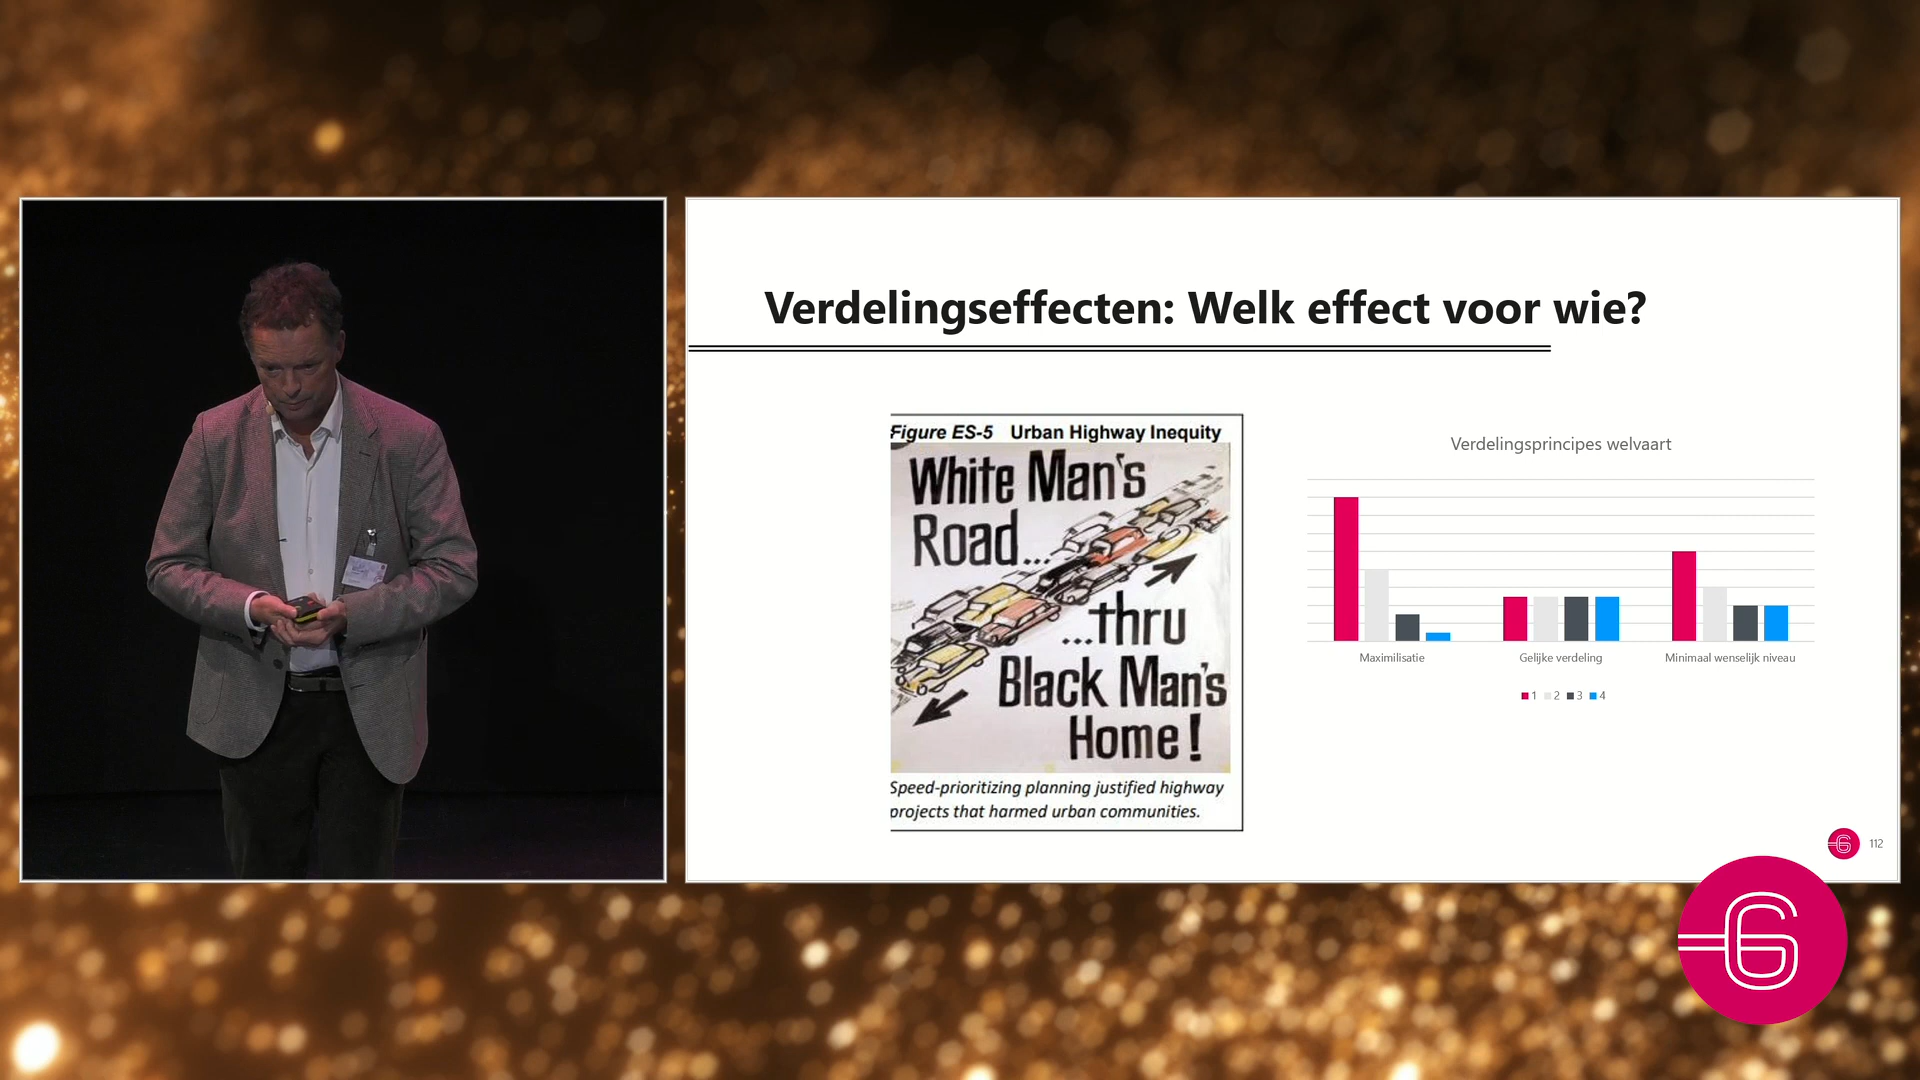 Verdelingseffecten: Welk effect voor wie?
Figure ES-5 Urban Highway Inequity
White Man's
Road...
...thru
Black Man's
Home!
Speed-prioritizing planning justified highway
projects that harmed urban communities.
Verdelingsprincipes welvaart
Maximilisatie
Gelijke verdeling
Minimaal wenselijk niveau
1 2 3 4
112